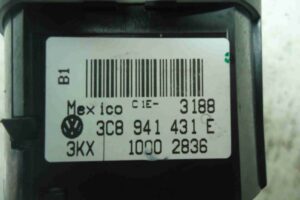 B1
Mexico C1E- 3188
3C8 941 431 E
3KX 1000 2836